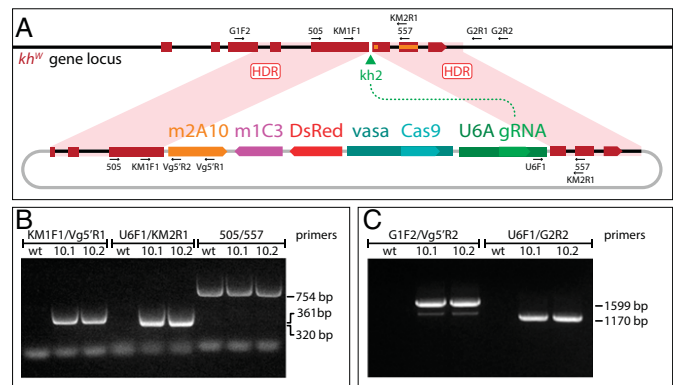 A
G1F2 505 KM1F1 KM2R1 557 G2R1 G2R2
kh^w gene locus
HDR kh2 HDR
m2A10 m1C3 DsRed vasa Cas9 U6A gRNA
505 KM1F1 Vg5'R2 Vg5'R1 U6F1 557
KM2R1
B
KM1F1/Vg5'R1 U6F1/KM2R1 505/557 primers
wt 10.1 10.2 wt 10.1 10.2 wt 10.1 10.2
754 bp
361bp
320 bp
C
G1F2/Vg5'R2 U6F1/G2R2 primers
wt 10.1 10.2 wt 10.1 10.2
1599 bp
1170 bp